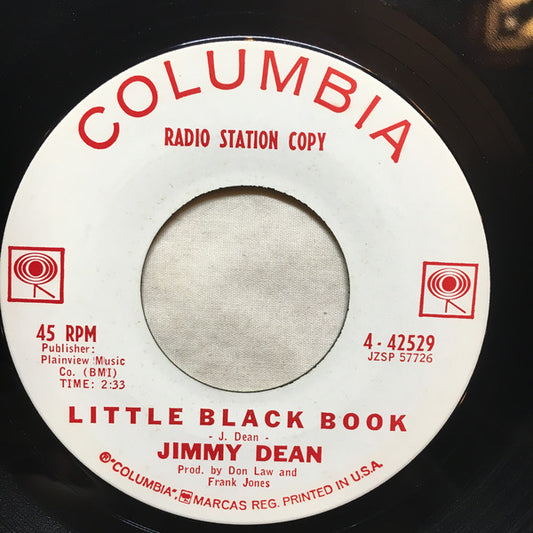 COLUMBIA
RADIO STATION COPY
45 RPM
Publisher:
Plainview Music
Co. (BMI)
TIME: 2:33
4-42529
JZSP 57726
LITTLE BLACK BOOK
- J. Dean -
JIMMY DEAN
Prod. by Don Law and
Frank Jones
® "COLUMBIA", MARCAS REG. PRINTED IN U.S.A.